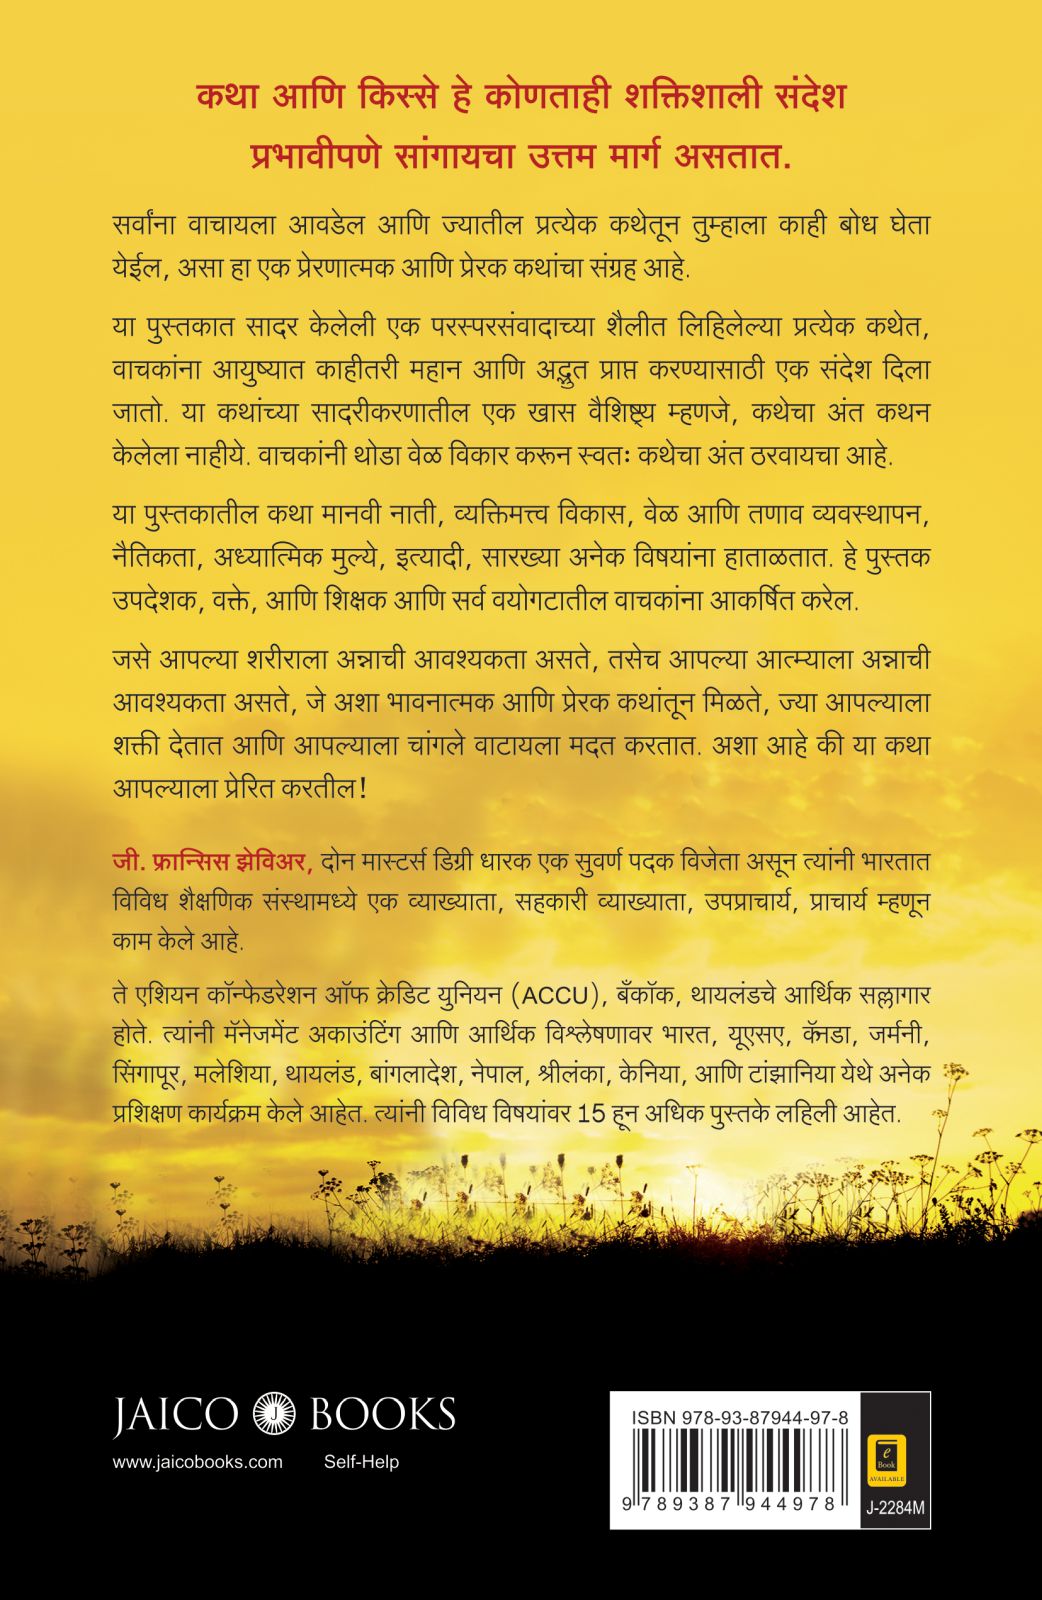 कथा आणि किस्से हे कोणताही शक्तिशाली संदेश
प्रभावीपणे सांगायचा उत्तम मार्ग असतात.
सर्वांना वाचायला आवडेल आणि ज्यातील प्रत्येक कथेतून तुम्हाला काही बोध घेता
येईल, असा हा एक प्रेरणात्मक आणि प्रेरक कथांचा संग्रह आहे.
या पुस्तकात सादर केलेली एक परस्परसंवादाच्या शैलीत लिहिलेल्या प्रत्येक कथेत,
वाचकांना आयुष्यात काहीतरी महान आणि अद्भुत प्राप्त करण्यासाठी एक संदेश दिला
जातो. या कथांच्या सादरीकरणातील एक खास वैशिष्ट्य म्हणजे, कथेचा अंत कथन
केलेला नाहीये. वाचकांनी थोडा वेळ विकार करून स्वतः कथेचा अंत ठरवायचा आहे.
या पुस्तकातील कथा मानवी नाती, व्यक्तिमत्त्व विकास, वेळ आणि तणाव व्यवस्थापन,
नैतिकता, अध्यात्मिक मुल्ये, इत्यादी, सारख्या अनेक विषयांना हाताळतात. हे पुस्तक
उपदेशक, वक्ते, आणि शिक्षक आणि सर्व वयोगटातील वाचकांना आकर्षित करेल.
जसे आपल्या शरीराला अन्नाची आवश्यकता असते, तसेच आपल्या आत्म्याला अन्नाची
आवश्यकता असते, जे अशा भावनात्मक आणि प्रेरक कथांतून मिळते, ज्या आपल्याला
शक्ती देतात आणि आपल्याला चांगले वाटायला मदत करतात. अशा आहे की या कथा
आपल्याला प्रेरित करतील!
जी. फ्रान्सिस झेविअर, दोन मास्टर्स डिग्री धारक एक सुवर्ण पदक विजेता असून त्यांनी भारतात
विविध शैक्षणिक संस्थामध्ये एक व्याख्याता, सहकारी व्याख्याता, उपप्राचार्य, प्राचार्य म्हणून
काम केले आहे.
ते एशियन कॉन्फेडरेशन ऑफ क्रेडिट युनियन (ACCU), बँकॉक, थायलंडचे आर्थिक सल्लागार
होते. त्यांनी मॅनेजमेंट अकाउंटिंग आणि आर्थिक विश्लेषणावर भारत, यूएसए, कॅनडा, जर्मनी,
सिंगापूर, मलेशिया, थायलंड, बांगलादेश, नेपाल, श्रीलंका, केनिया, आणि टांझानिया येथे अनेक
प्रशिक्षण कार्यक्रम केले आहेत. त्यांनी विविध विषयांवर 15 हून अधिक पुस्तके लहिली आहेत.
JAICO J BOOKS
www.jaicobooks.com Self-Help
ISBN 978-93-87944-97-8
9 789387 944978
e
Book
AVAILABLE
J-2284M